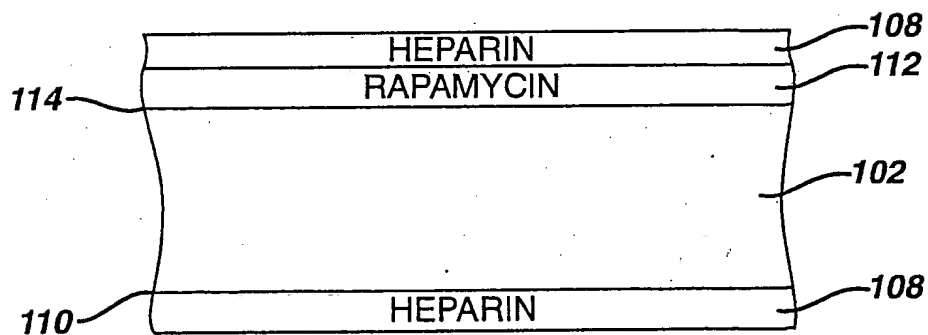 HEPARIN 108
RAPAMYCIN 112
114
102
110 HEPARIN 108